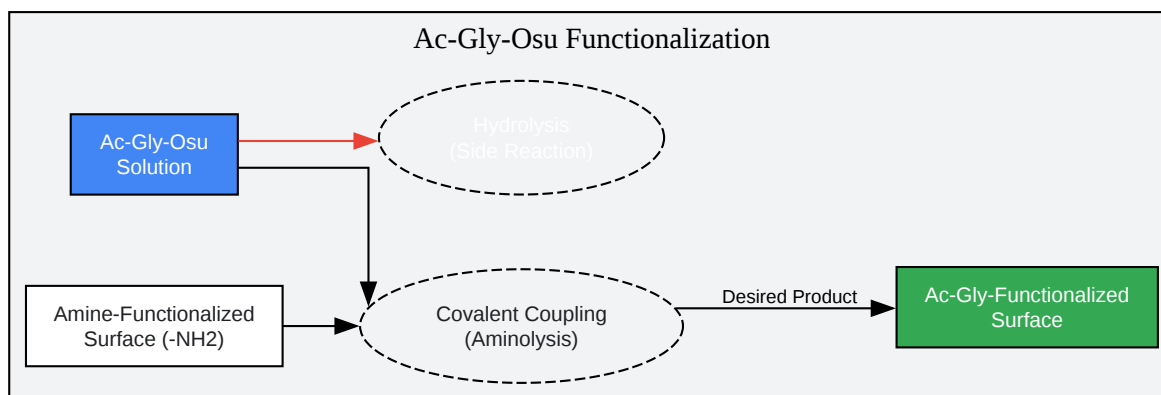 Ac-Gly-Osu Functionalization
Hydrolysis
(Side Reaction)
Ac-Gly-Osu
Solution
Amine-Functionalized
Surface (-NH2)
Covalent Coupling
(Aminolysis)
Desired Product
Ac-Gly-Functionalized
Surface